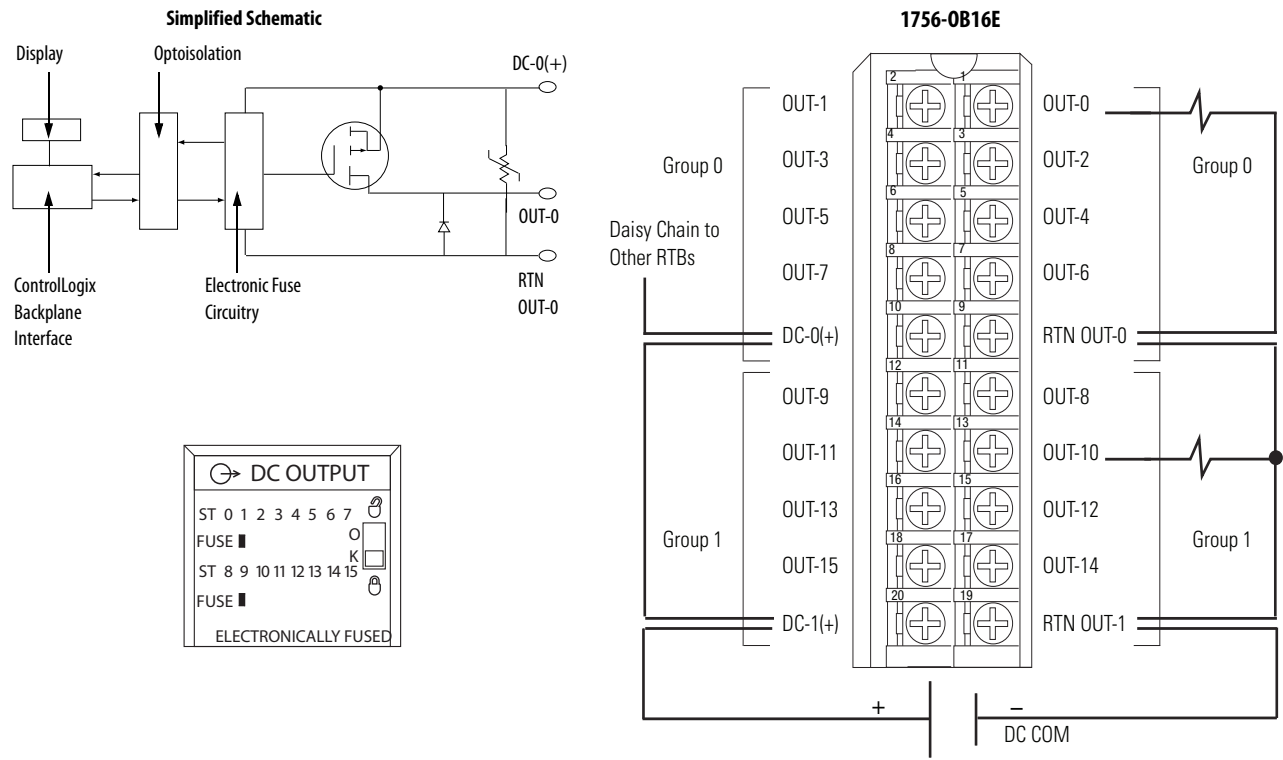 Simplified Schematic
Display
Optoisolation
DC-0(+)
OUT-0
RTN
OUT-0
ControlLogix
Backplane
Interface
Electronic Fuse
Circuitry
DC OUTPUT
ST 0 1 2 3 4 5 6 7
FUSE
O
K
ST 8 9 10 11 12 13 14 15
FUSE
ELECTRONICALLY FUSED
1756-OB16E
2 1
OUT-1 OUT-0
4 3
Group 0 OUT-3 OUT-2 Group 0
6 5
OUT-5 OUT-4
Daisy Chain to
Other RTBs
8 7
OUT-7 OUT-6
10 9
DC-0(+) RTN OUT-0
12 11
OUT-9 OUT-8
14 13
OUT-11 OUT-10
16 15
OUT-13 OUT-12
18 17
Group 1 OUT-15 OUT-14 Group 1
20 19
DC-1(+) RTN OUT-1
+ –
DC COM